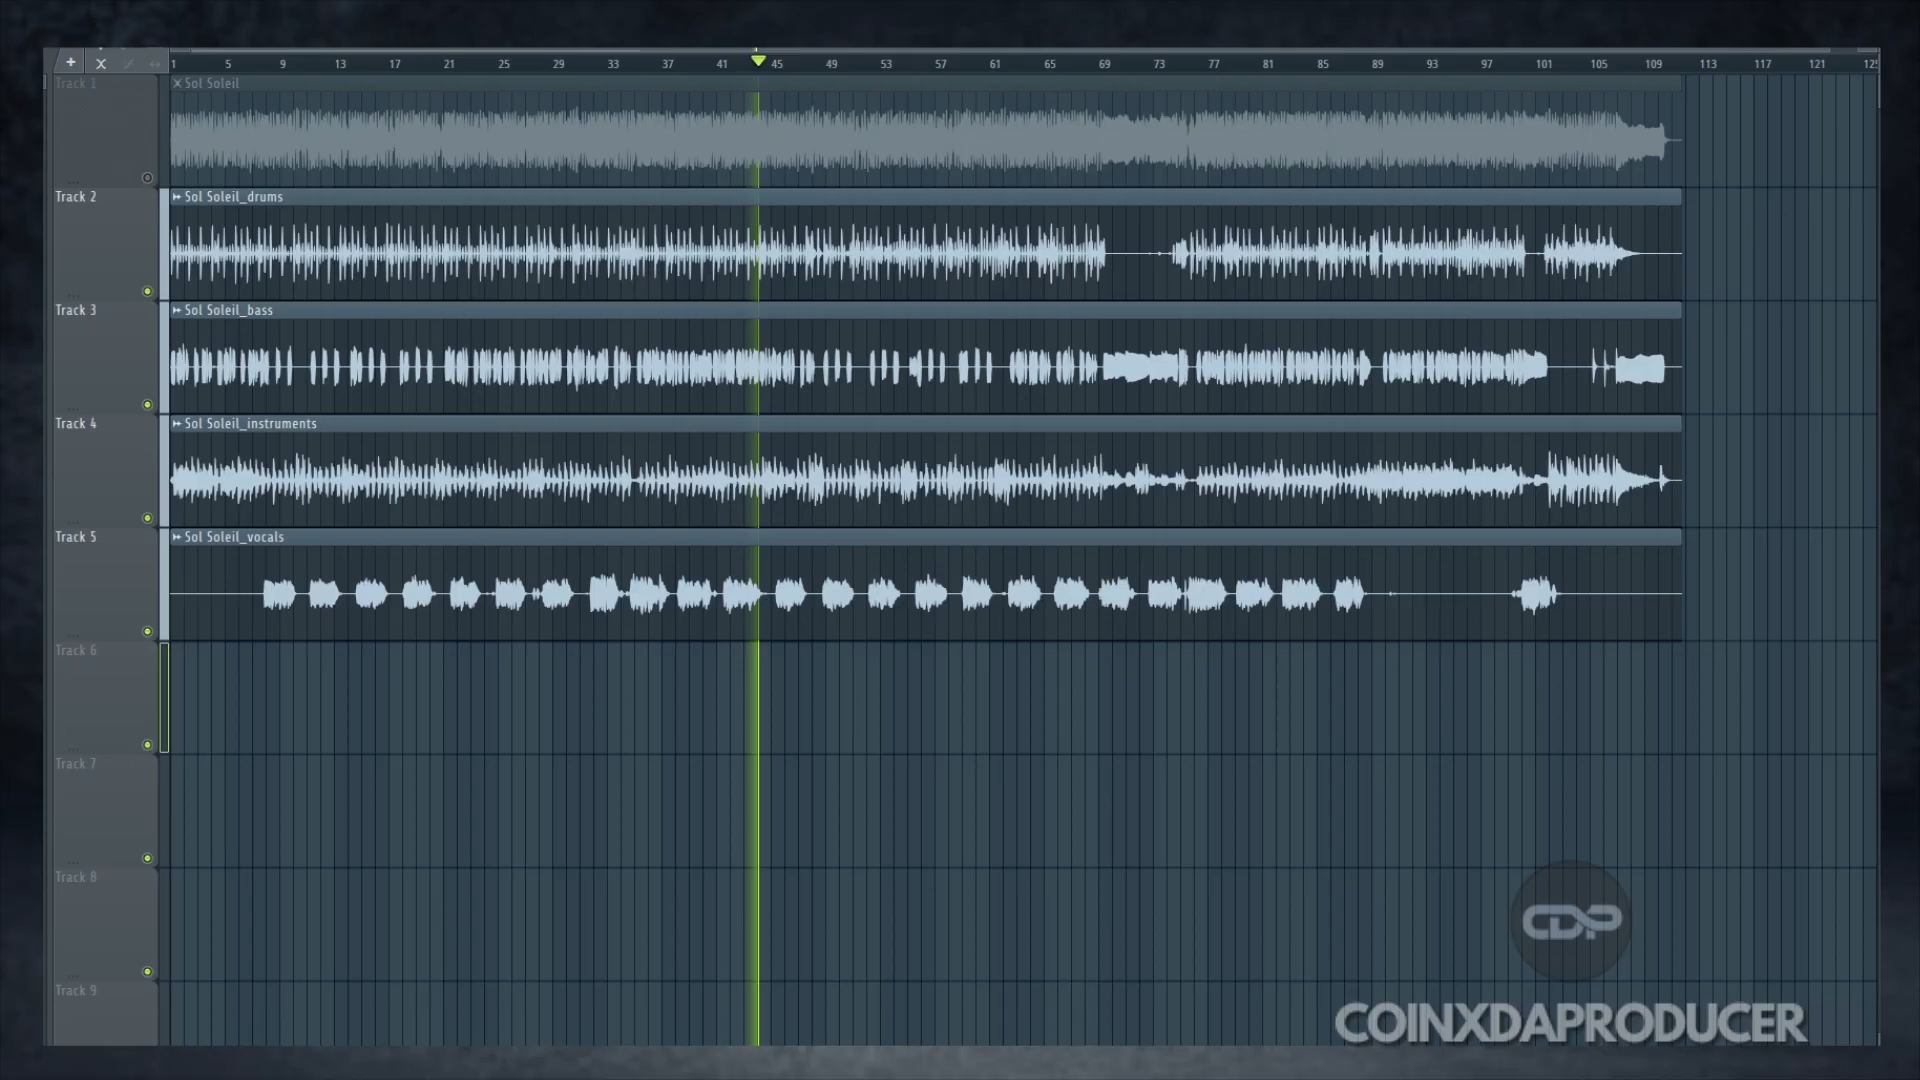 1 5 9 13 17 21 25 29 33 37 41 45 49 53 57 61 65 69 73 77 81 85 89 93 97 101 105 109 113 117 121
Track 1
Sol Soleil
Track 2
Sol Soleil_drums
Track 3
Sol Soleil_bass
Track 4
Sol Soleil_instruments
Track 5
Sol Soleil_vocals
Track 6
Track 7
Track 8
Track 9
CDP
COINXDAPRODUCER